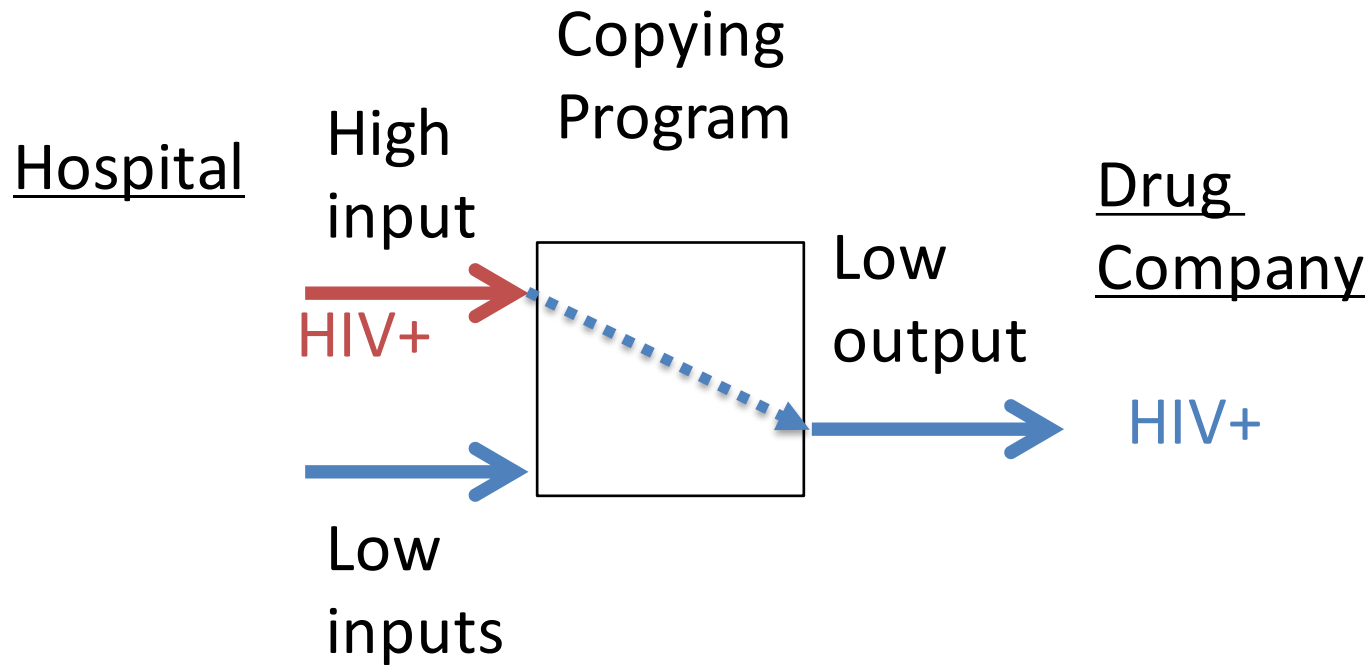 Copying
Program
Hospital
High
input
HIV+
Low
inputs
Low
output
Drug
Company
HIV+